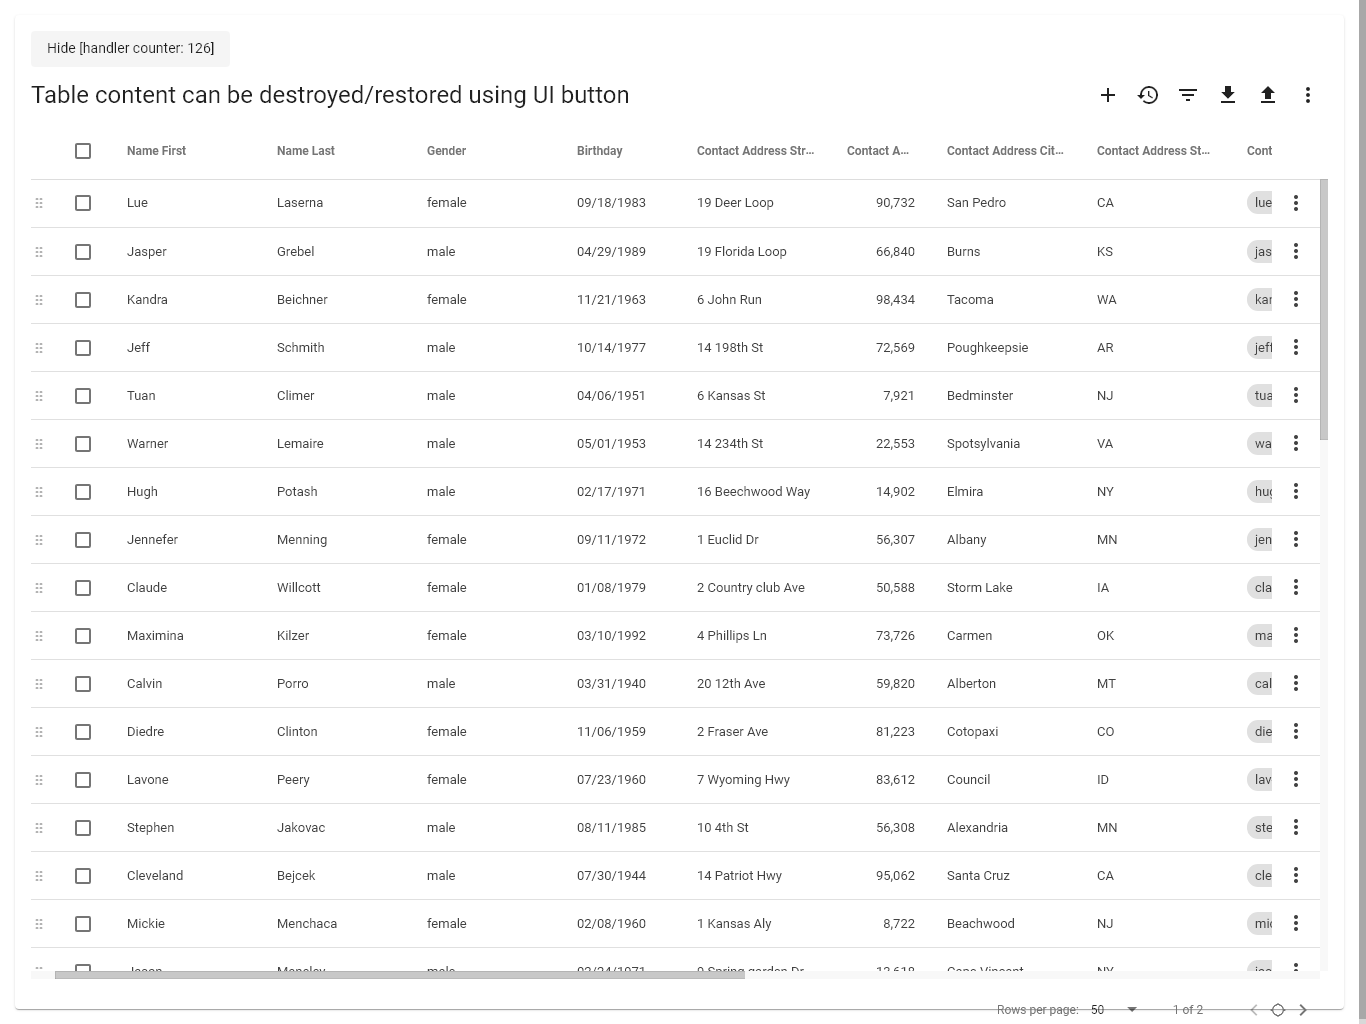 Hide [handler counter: 126]
Table content can be destroyed/restored using UI button
Name First Name Last Gender Birthday Contact Address Str... Contact A... Contact Address Cit... Contact Address St... Cont
Lue Laserna female 09/18/1983 19 Deer Loop 90,732 San Pedro CA lue
Jasper Grebel male 04/29/1989 19 Florida Loop 66,840 Burns KS jas
Kandra Beichner female 11/21/1963 6 John Run 98,434 Tacoma WA kan
Jeff Schmith male 10/14/1977 14 198th St 72,569 Poughkeepsie AR jeff
Tuan Climer male 04/06/1951 6 Kansas St 7,921 Bedminster NJ tua
Warner Lemaire male 05/01/1953 14 234th St 22,553 Spotsylvania VA wa
Hugh Potash male 02/17/1971 16 Beechwood Way 14,902 Elmira NY hug
Jennefer Menning female 09/11/1972 1 Euclid Dr 56,307 Albany MN jen
Claude Willcott female 01/08/1979 2 Country club Ave 50,588 Storm Lake IA cla
Maximina Kilzer female 03/10/1992 4 Phillips Ln 73,726 Carmen OK ma
Calvin Porro male 03/31/1940 20 12th Ave 59,820 Alberton MT cal
Diedre Clinton female 11/06/1959 2 Fraser Ave 81,223 Cotopaxi CO die
Lavone Peery female 07/23/1960 7 Wyoming Hwy 83,612 Council ID lav
Stephen Jakovac male 08/11/1985 10 4th St 56,308 Alexandria MN ste
Cleveland Bejcek male 07/30/1944 14 Patriot Hwy 95,062 Santa Cruz CA cle
Mickie Menchaca female 02/08/1960 1 Kansas Aly 8,722 Beachwood NJ mic
male Spring garden Dr Cape Vincent NY
Rows per page: 50 1 of 2